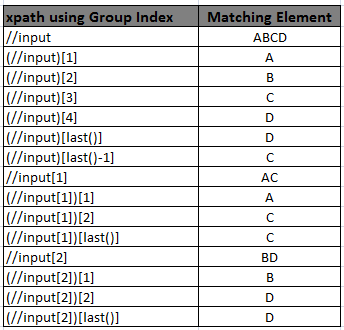 xpath using Group Index Matching Element
//input ABCD
(//input)[1] A
(//input)[2] B
(//input)[3] C
(//input)[4] D
(//input)[last()] D
(//input)[last()-1] C
//input[1] AC
(//input[1])[1] A
(//input[1])[2] C
(//input[1])[last()] C
//input[2] BD
(//input[2])[1] B
(//input[2])[2] D
(//input[2])[last()] D